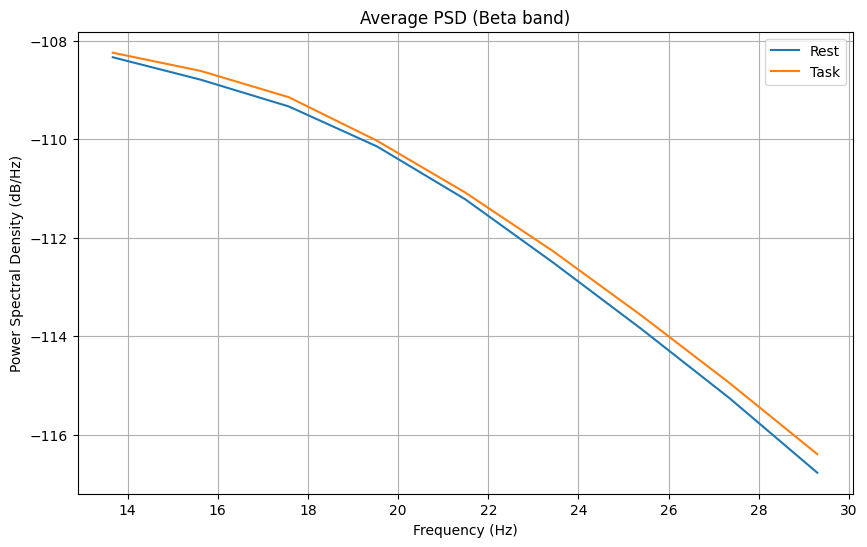 Average PSD (Beta band)
Rest
Task
Power Spectral Density (dB/Hz)
−108
−110
−112
−114
−116
14 16 18 20 22 24 26 28 30
Frequency (Hz)